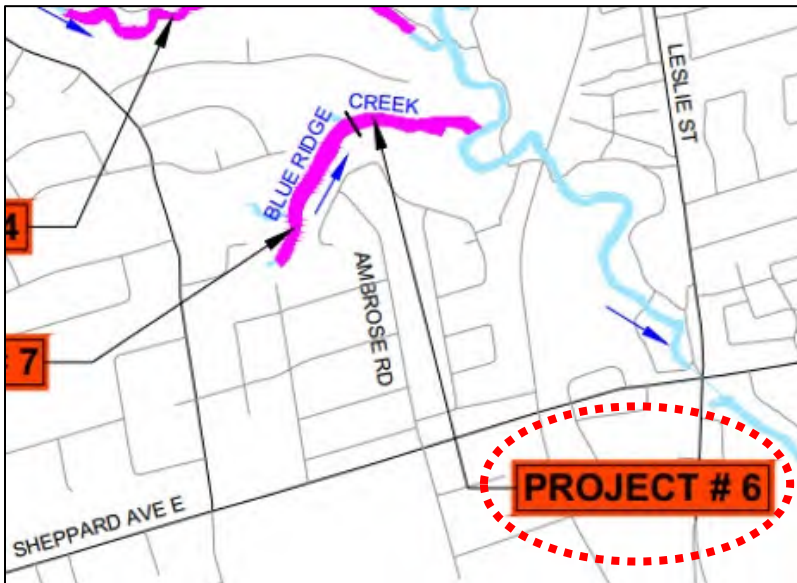 LESLIE ST
CREEK
BLUE RIDGE
4
AMBROSE RD
7
PROJECT # 6
SHEPPARD AVE E